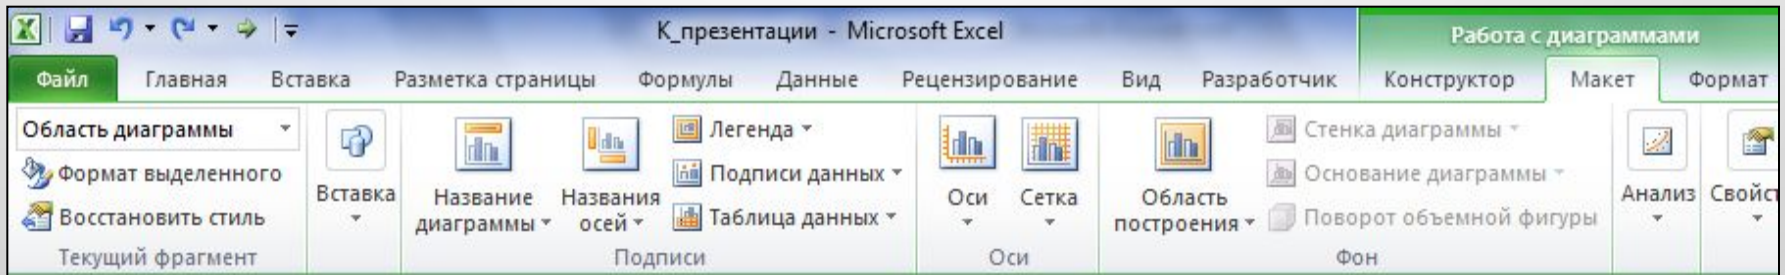 К_презентации - Microsoft Excel
Работа с диаграммами
Файл Главная Вставка Разметка страницы Формулы Данные Рецензирование Вид Разработчик Конструктор Макет Формат
Область диаграммы
Формат выделенного
Восстановить стиль
Текущий фрагмент
Вставка
Название диаграммы
Названия осей
Легенда
Подписи данных
Таблица данных
Подписи
Оси
Сетка
Оси
Область построения
Стенка диаграммы
Основание диаграммы
Поворот объемной фигуры
Фон
Анализ
Свойст